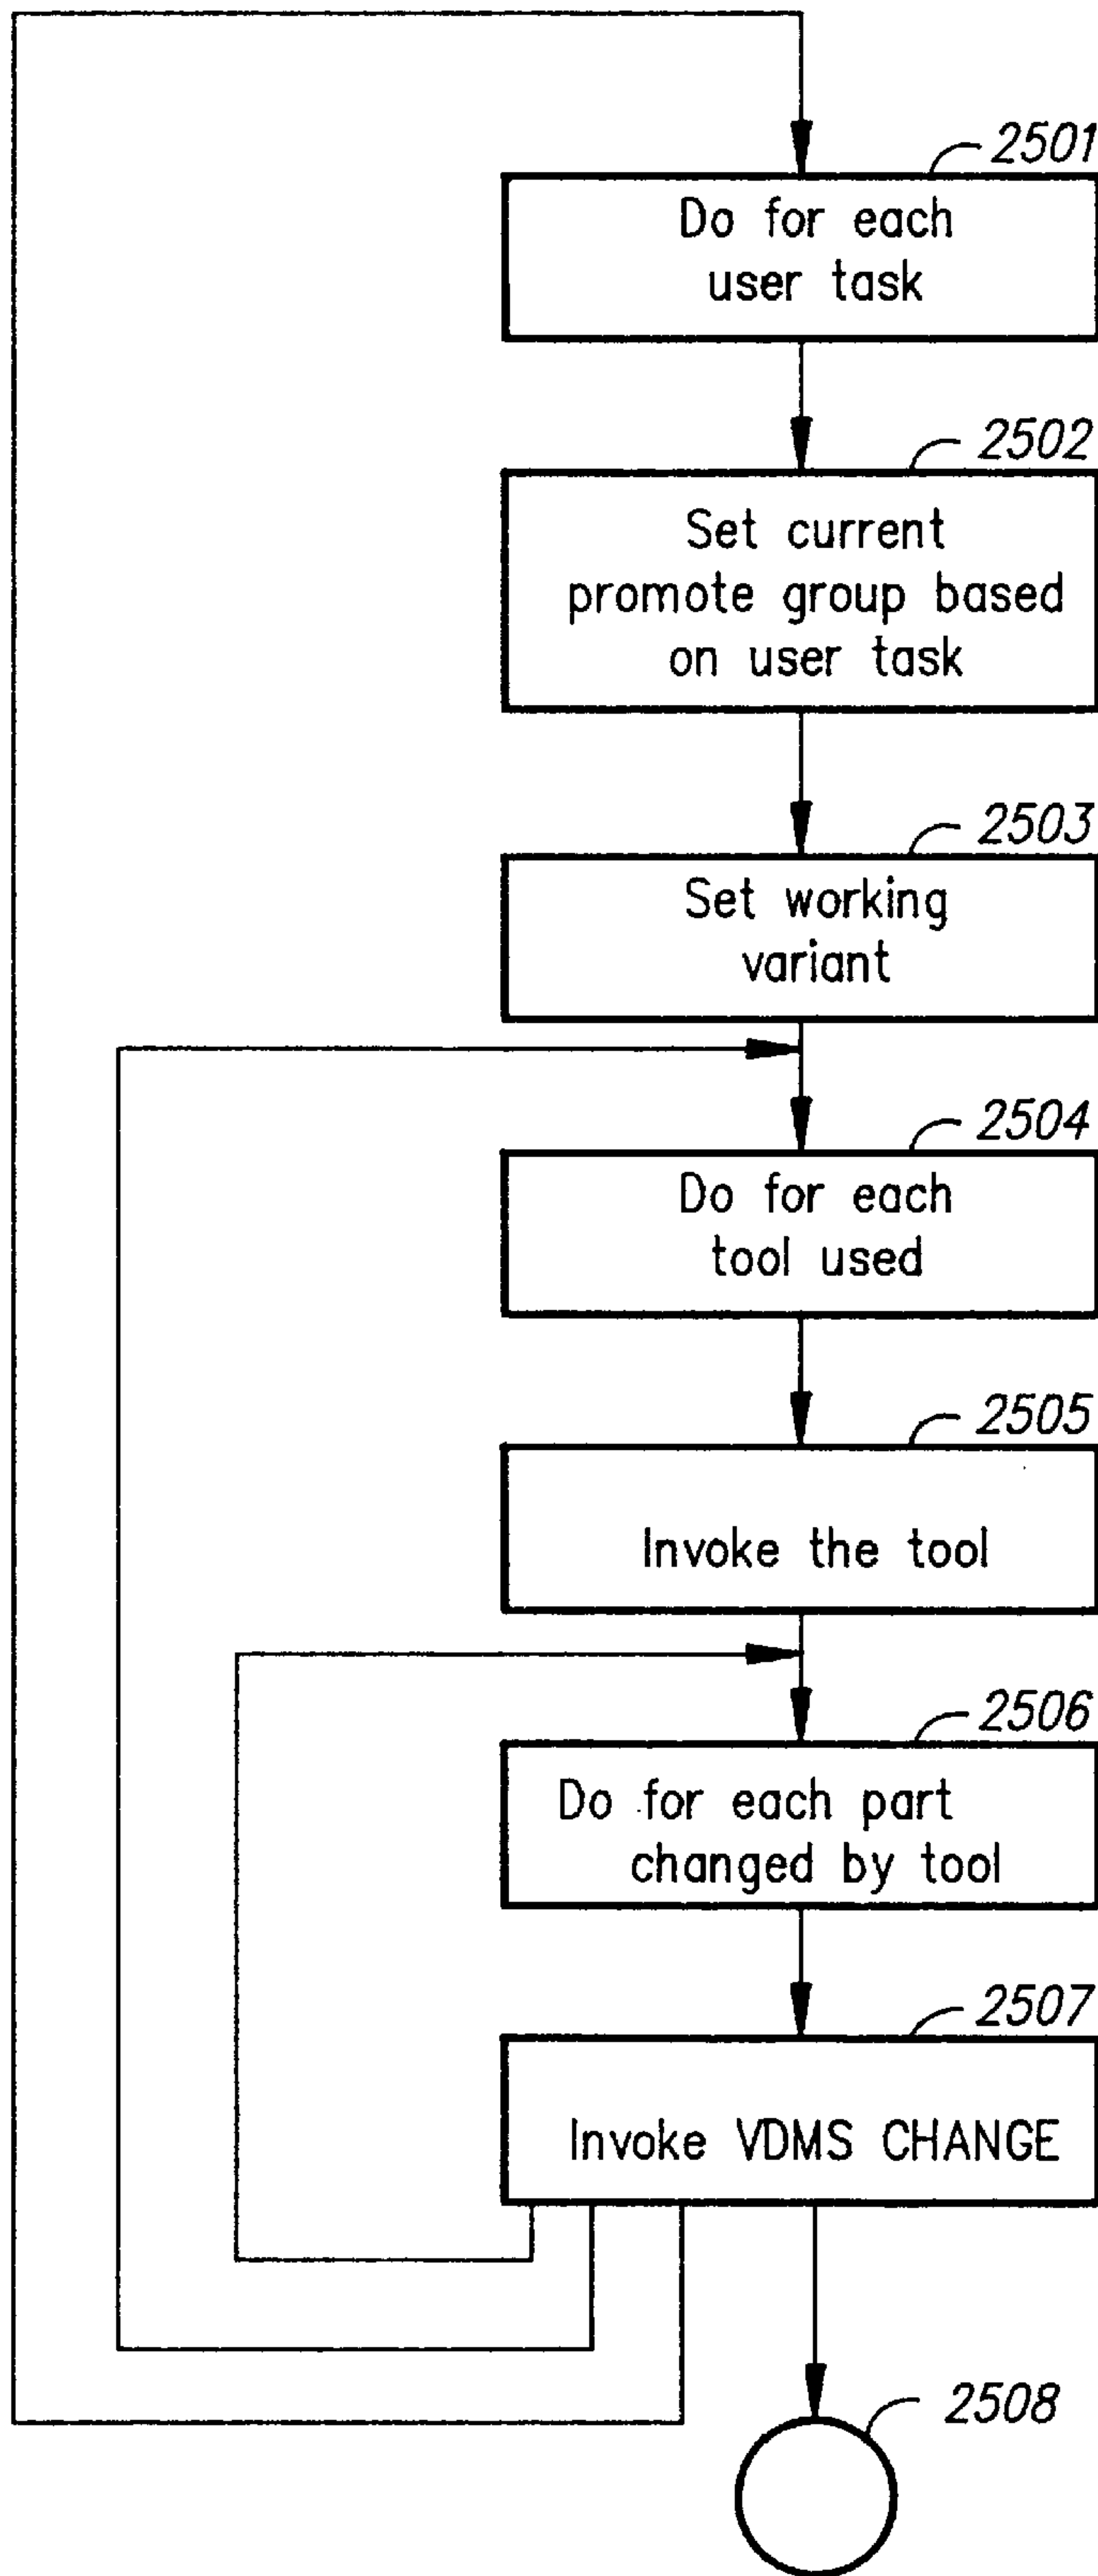 2501
Do for each
user task
2502
Set current
promote group based
on user task
2503
Set working
variant
2504
Do for each
tool used
2505
Invoke the tool
2506
Do for each part
changed by tool
2507
Invoke VDMS CHANGE
2508